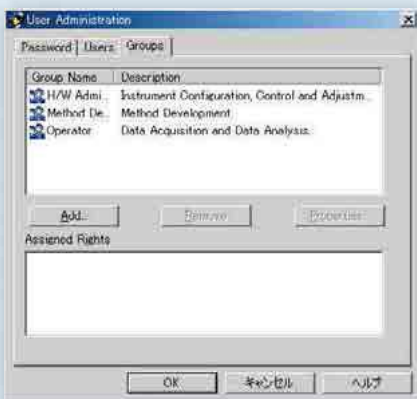 User Administration
Password Users Groups
Group Name Description
H/W Admi.. Instrument Configuration, Control and Adjustm...
Method De.. Method Development
Operator Data Acquisition and Data Analysis.
Add... Remove Properties
Assigned Rights
OK キャンセル ヘルプ